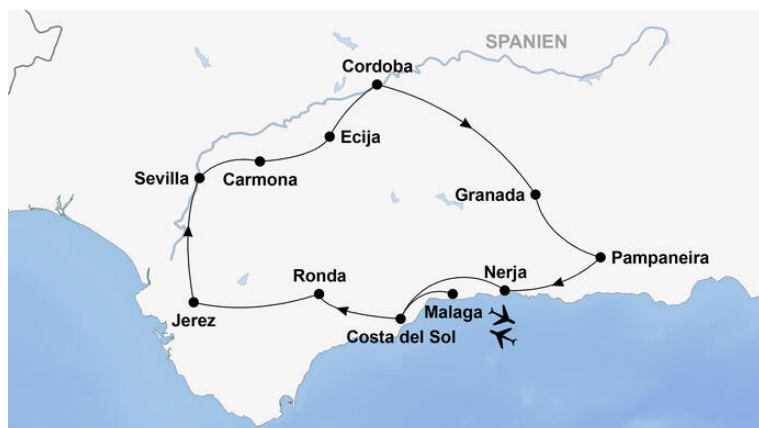 SPANIEN
Cordoba
Ecija
Sevilla
Carmona
Granada
Pampaneira
Ronda
Nerja
Jerez
Malaga
Costa del Sol